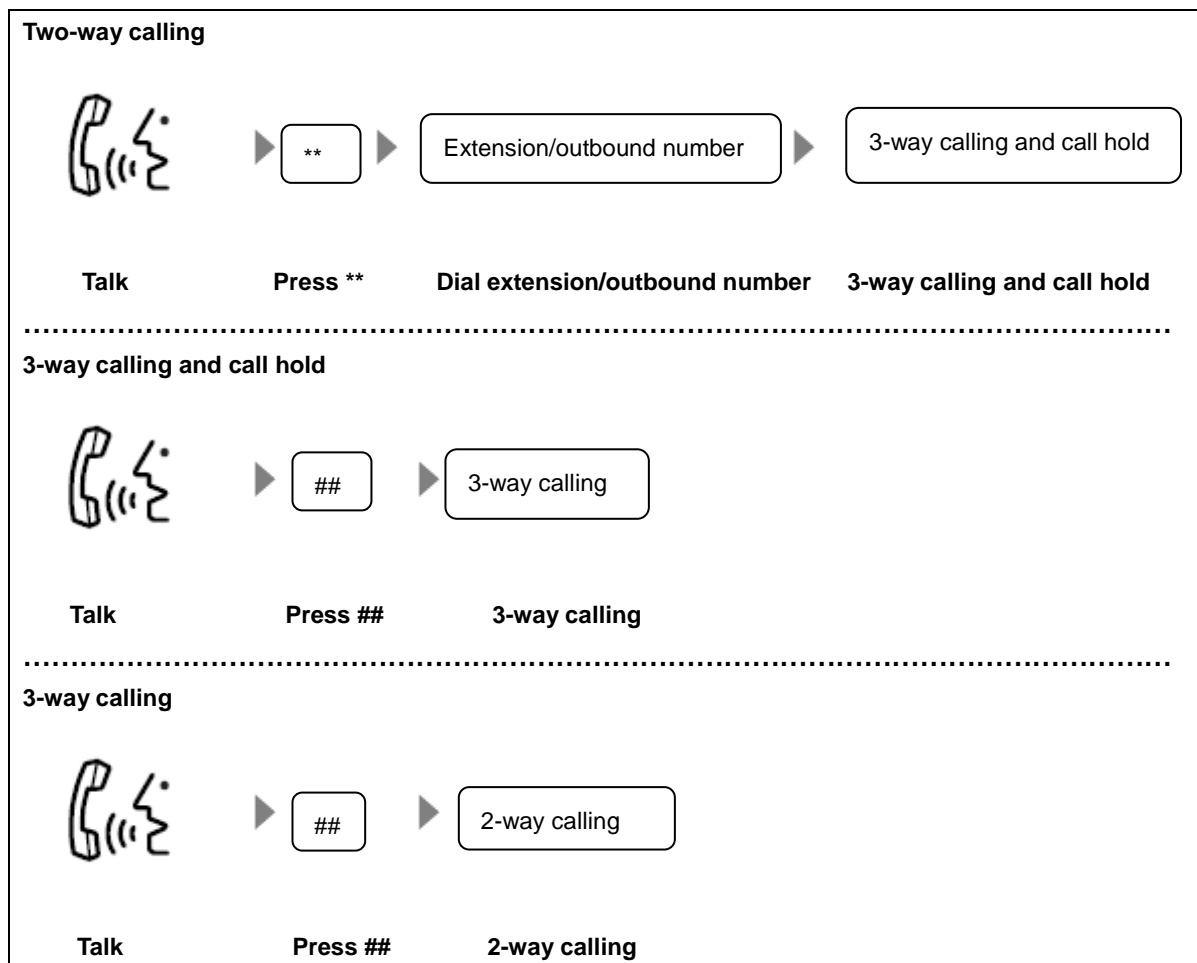 Two-way calling
** Extension/outbound number 3-way calling and call hold
Talk Press ** Dial extension/outbound number 3-way calling and call hold
3-way calling and call hold
## 3-way calling
Talk Press ## 3-way calling
3-way calling
## 2-way calling
Talk Press ## 2-way calling